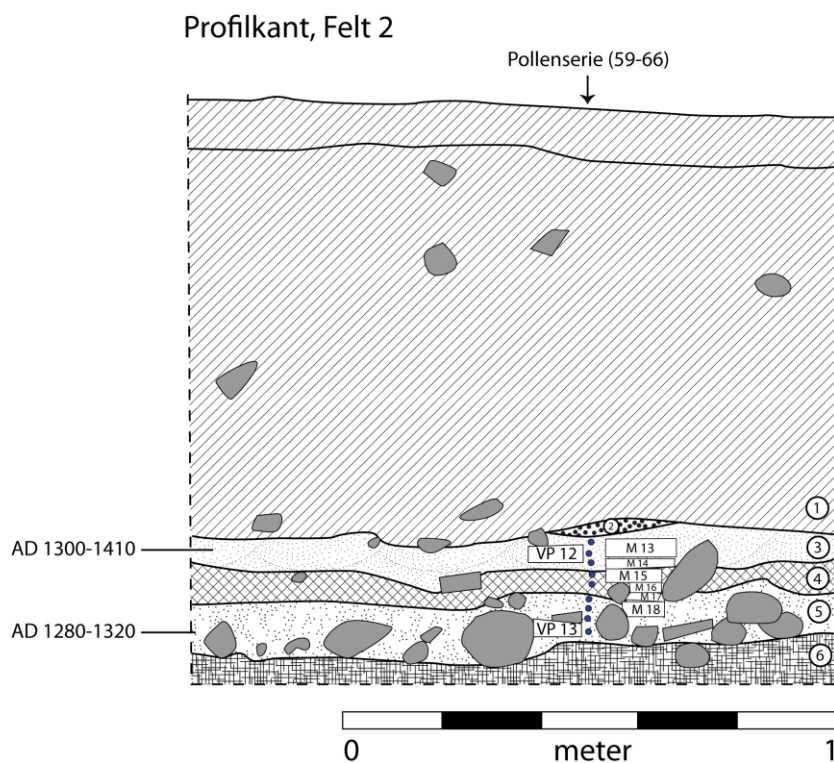 Profilkant, Felt 2
Pollenserie (59-66)
1
2
AD 1300-1410
VP 12
M 13
3
M 14
M 15
4
M 16
M 17
M 18
5
AD 1280-1320
VP 13
6
0 meter 1